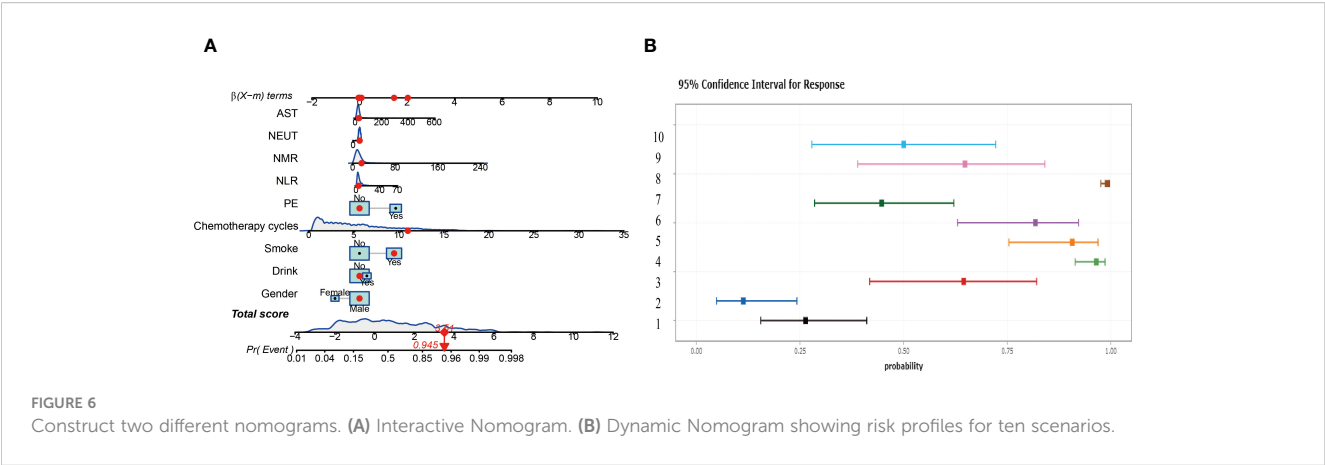 A
B
β(X−m) terms
−2 0 2 4 6 8 10
AST
0 200 400 600
NEUT
0
NMR
0 80 160 240
NLR
0 40 70
No
PE
Yes
Chemotherapy cycles
0 5 10 15 20 25 30 35
No
Smoke
Yes
No
Drink
Yes
Female
Gender
Male
Total score
−4 −2 0 2 4 6 8 10 12
0.945
Pr( Event )
0.01 0.04 0.15 0.5 0.85 0.96 0.99 0.998
95% Confidence Interval for Response
10
9
8
7
6
5
4
3
2
1
0.00 0.25 0.50 0.75 1.00
probability
FIGURE 6
Construct two different nomograms. (A) Interactive Nomogram. (B) Dynamic Nomogram showing risk profiles for ten scenarios.